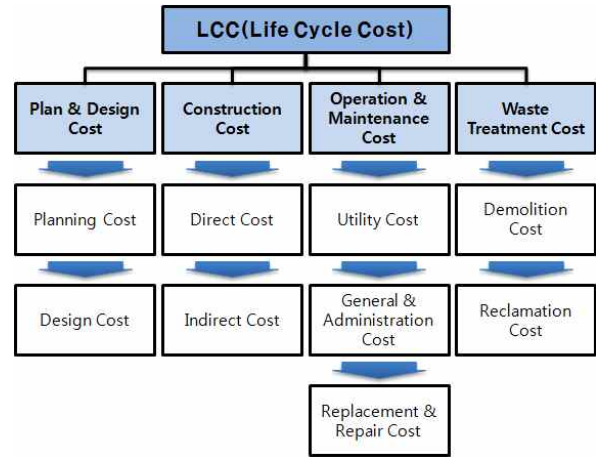 LCC(Life Cycle Cost)
Plan & Design
Cost
Construction
Cost
Operation &
Maintenance
Cost
Waste
Treatment Cost
Planning Cost
Direct Cost
Utility Cost
Demolition
Cost
Design Cost
Indirect Cost
General &
Administration
Cost
Reclamation
Cost
Replacement &
Repair Cost